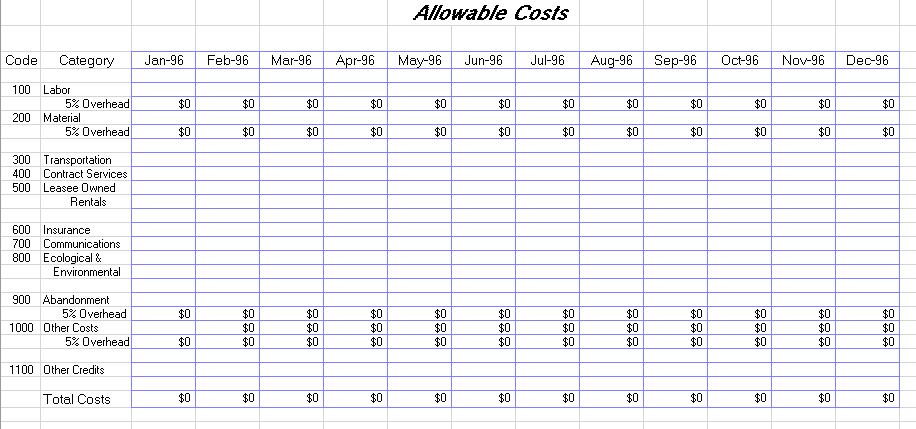 Allowable Costs
Code Category Jan-96 Feb-96 Mar-96 Apr-96 May-96 Jun-96 Jul-96 Aug-96 Sep-96 Oct-96 Nov-96 Dec-96
100 Labor
5% Overhead $0 $0 $0 $0 $0 $0 $0 $0 $0 $0 $0 $0
200 Material
5% Overhead $0 $0 $0 $0 $0 $0 $0 $0 $0 $0 $0 $0
300 Transportation
400 Contract Services
500 Leasee Owned
Rentals
600 Insurance
700 Communications
800 Ecological &
Environmental
900 Abandonment
5% Overhead $0 $0 $0 $0 $0 $0 $0 $0 $0 $0 $0 $0
1000 Other Costs $0 $0 $0 $0 $0 $0 $0 $0 $0 $0 $0
5% Overhead $0 $0 $0 $0 $0 $0 $0 $0 $0 $0 $0 $0
1100 Other Credits
Total Costs $0 $0 $0 $0 $0 $0 $0 $0 $0 $0 $0 $0